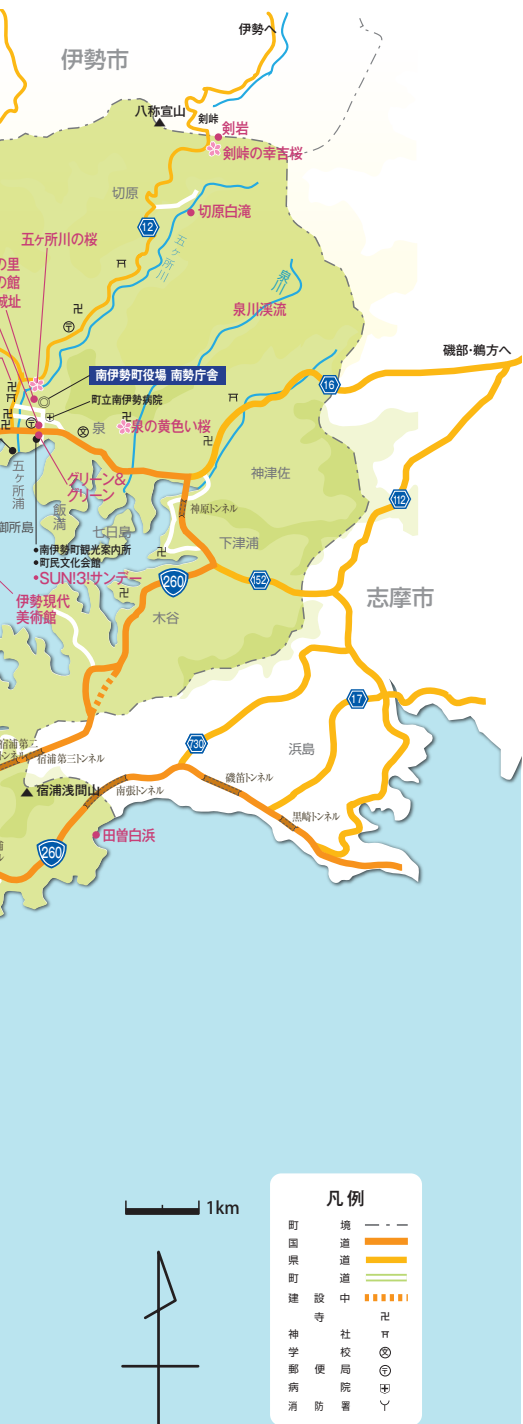 伊勢へ
伊勢市
八称宣山
剣峠
剣岩
剣峠の幸吉桜
切原
切原白滝
12
五ヶ所川の桜
五ヶ所川
泉川
の里
の館
城址
泉川渓流
磯部・鵜方へ
南伊勢町役場 南勢庁舎
16
町立南伊勢病院
泉
泉の黄色い桜
五ヶ所浦
グリーン&
グリーン
神津佐
112
飯満
神原トンネル
御所島
七日島
下津浦
●南伊勢町観光案内所
●町民文化会館
●SUN!3!サンデー
260
152
志摩市
伊勢現代
美術館
木谷
17
730
浜島
宿浦第二
トンネル
宿浦第三トンネル
磯笛トンネル
宿浦浅間山
南張トンネル
黒崎トンネル
田曽白浜
260
1km
凡例
町境
国道
県道
町道
建設中
寺
神社
学校
郵便局
病院
消防署